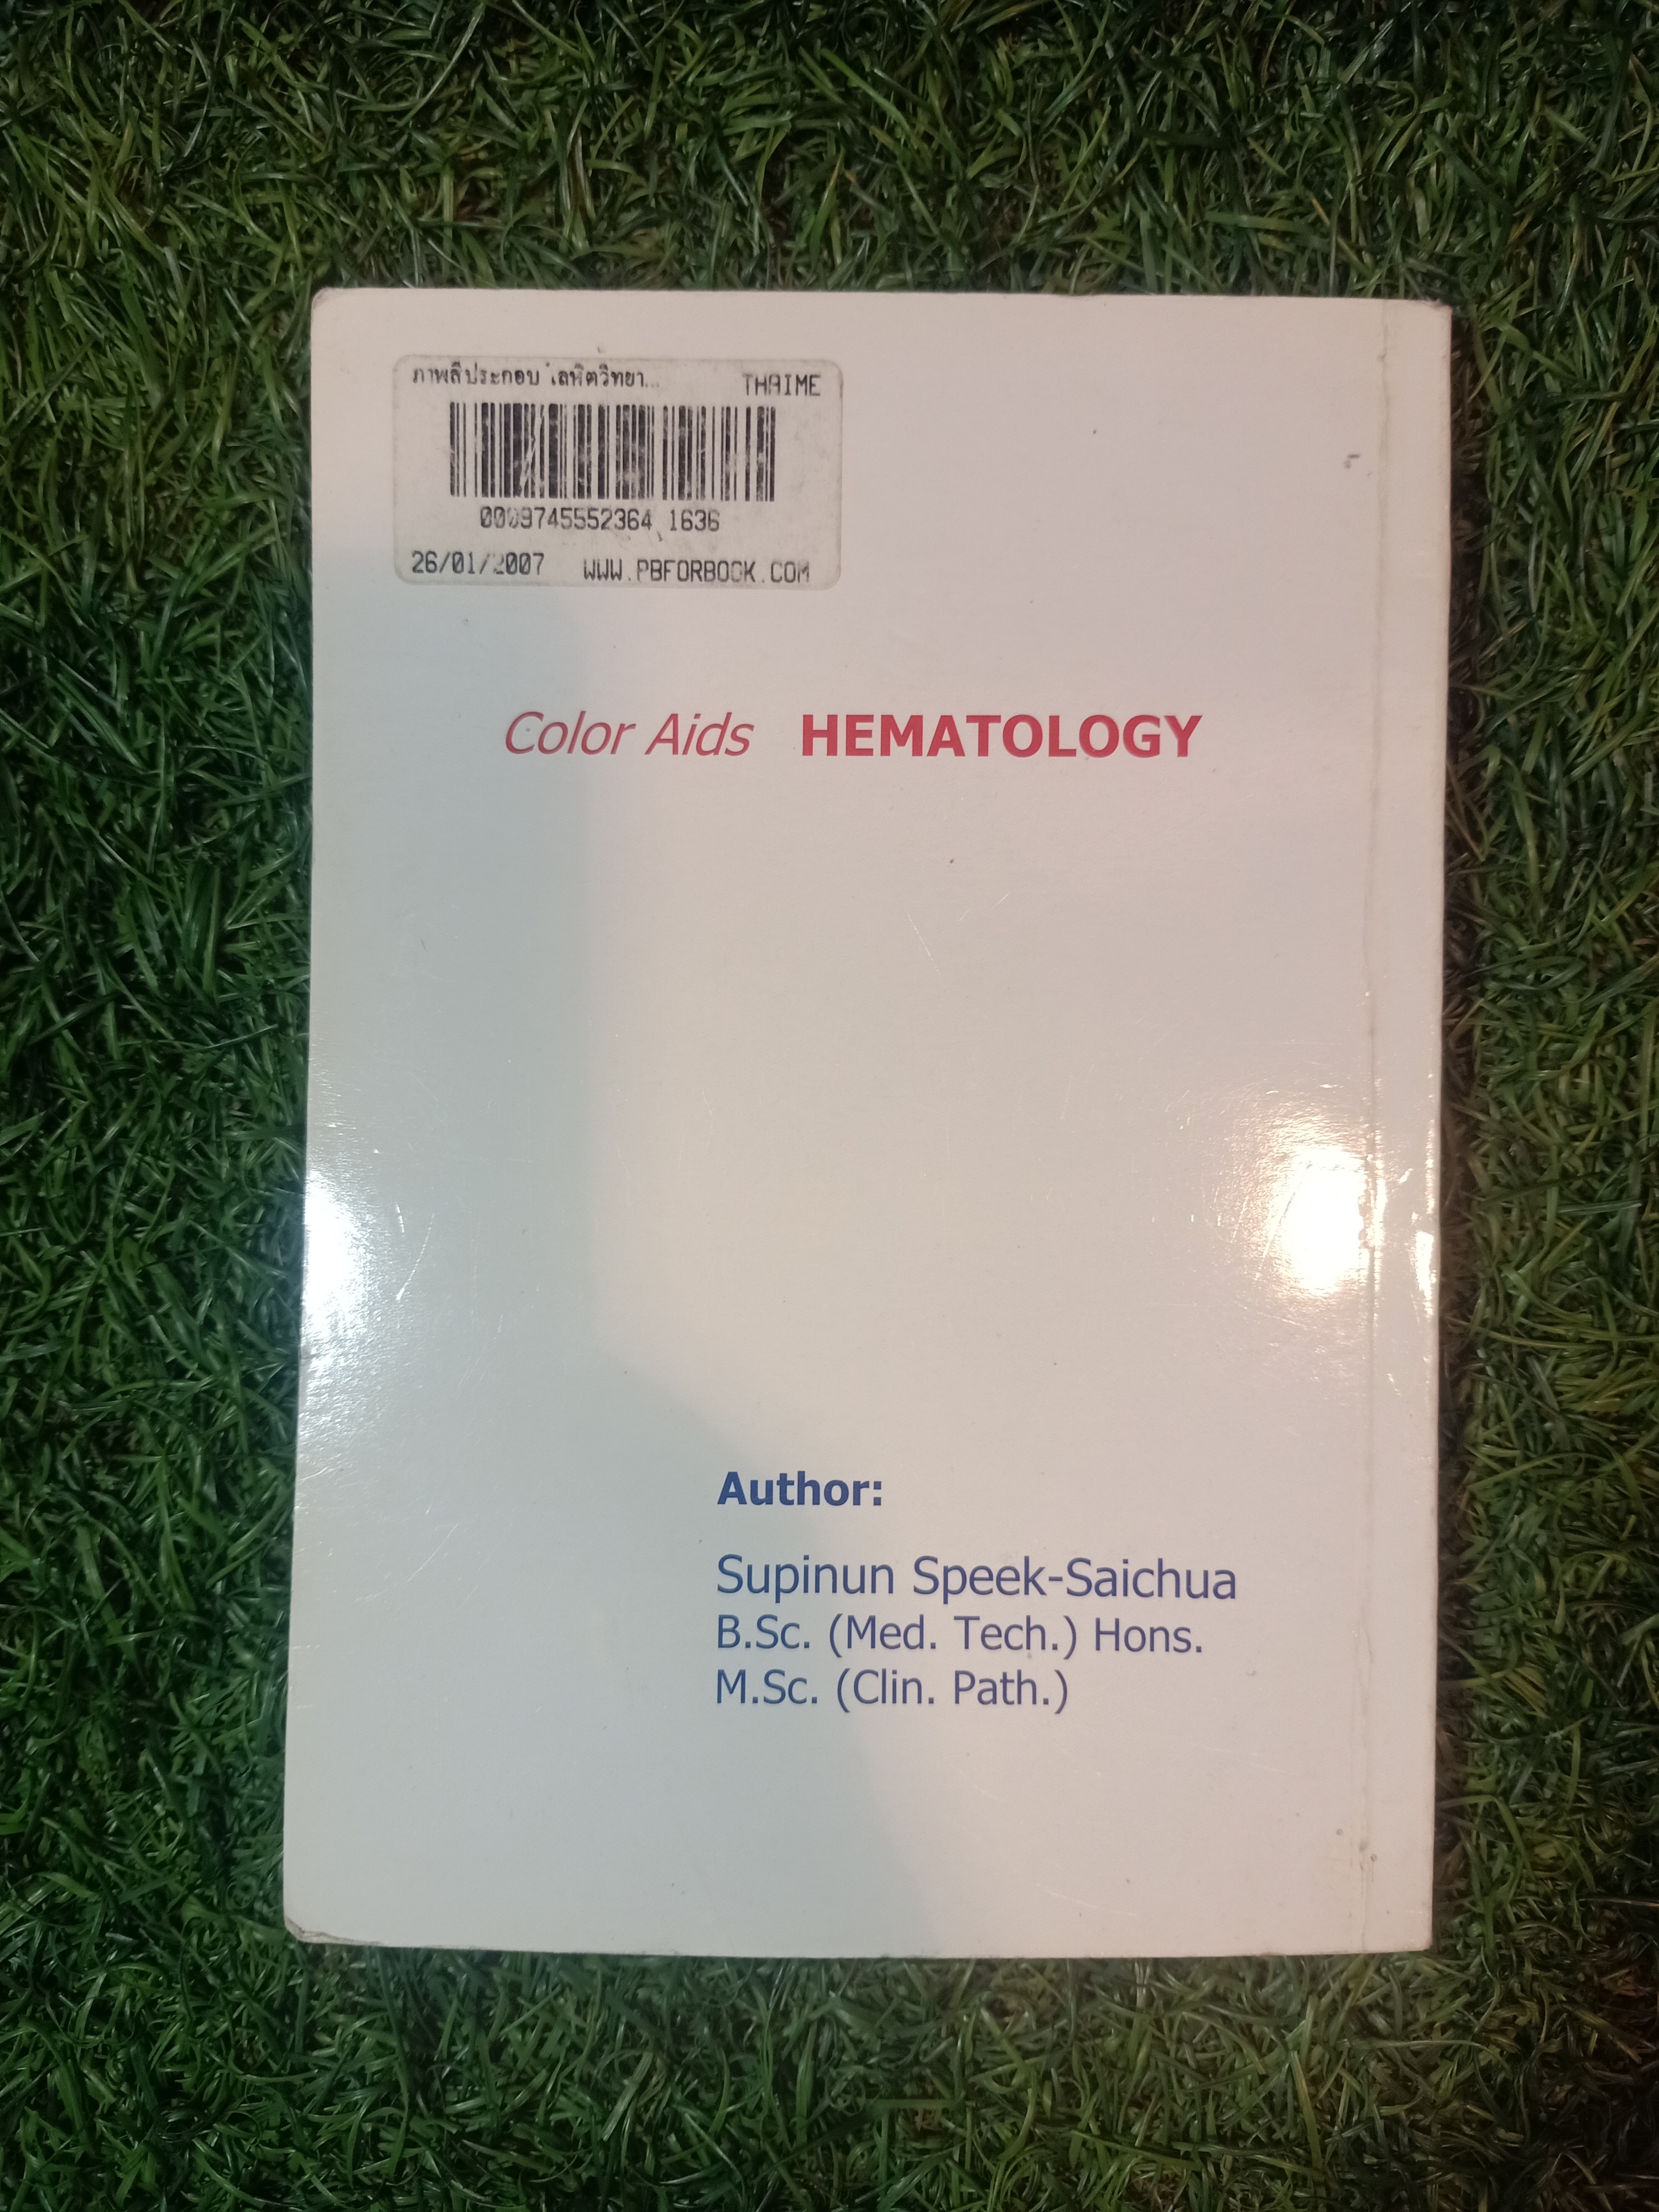 ภาพสีประกอบ โลหิตวิทยา... THAIME
0009745552364 1636
26/01/2007 WWW.PBFORBOOK.COM
Color Aids HEMATOLOGY
Author:
Supinun Speek-Saichua
B.Sc. (Med. Tech.) Hons.
M.Sc. (Clin. Path.)